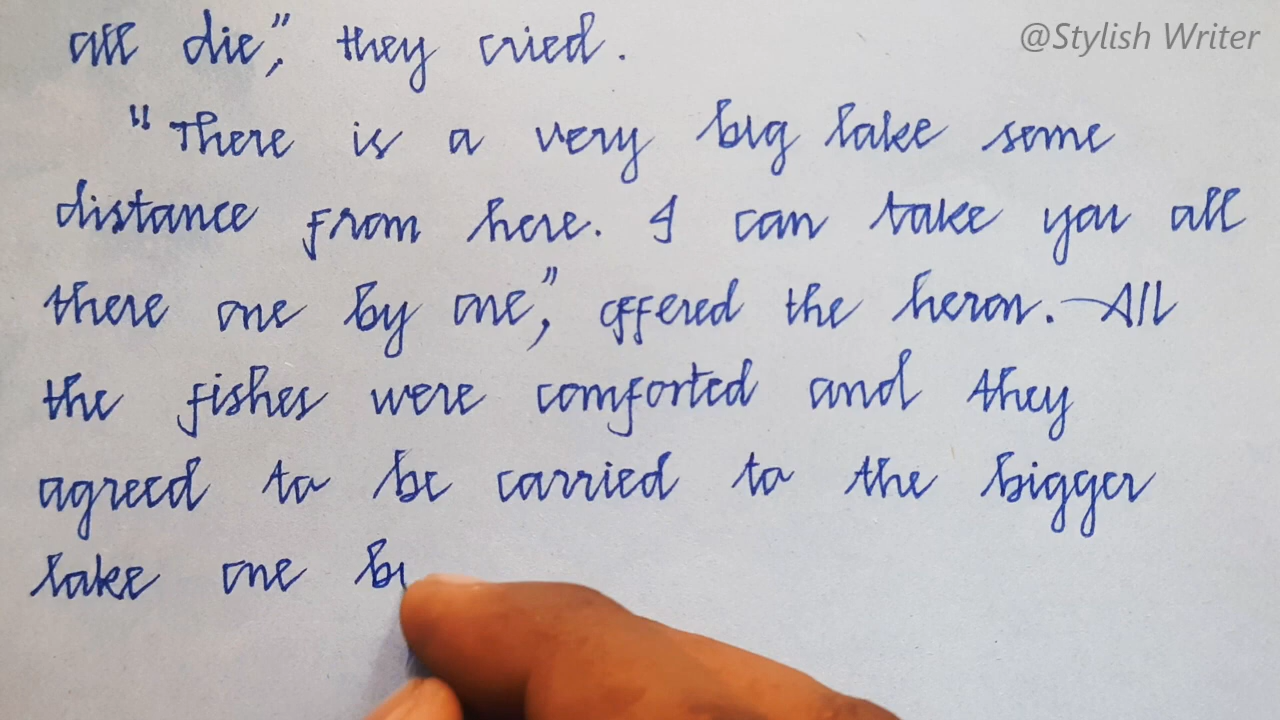 @Stylish Writer
all die", they cried.
"There is a very big lake some
distance from here. I can take you all
there one by one", offered the heron. All
the fishes were comforted and they
agreed to be carried to the bigger
lake one